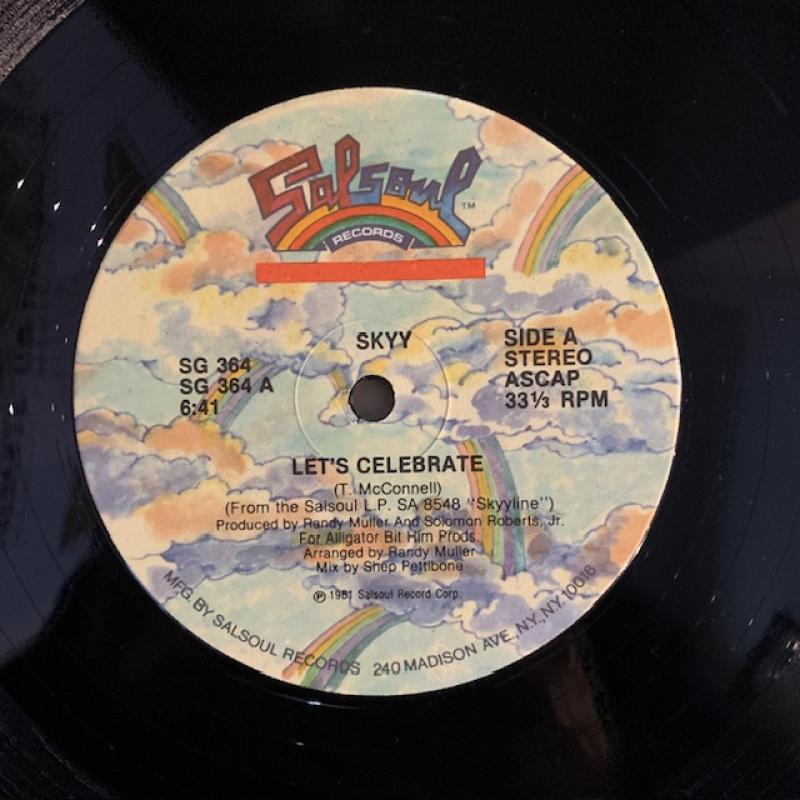 Salsoul ™
RECORDS
SKYY
SG 364
SG 364 A
6:41
SIDE A
STEREO
ASCAP
33⅓ RPM
LET'S CELEBRATE
(T. McConnell)
(From the Salsoul L.P. SA 8548 "Skyyline")
Produced by Randy Muller And Solomon Roberts, Jr.
For Alligator Bit Him Prods.
Arranged by Randy Muller
Mix by Shep Pettibone
℗ 1981 Salsoul Record Corp.
MFG. BY SALSOUL RECORDS 240 MADISON AVE., N.Y., N.Y. 10016